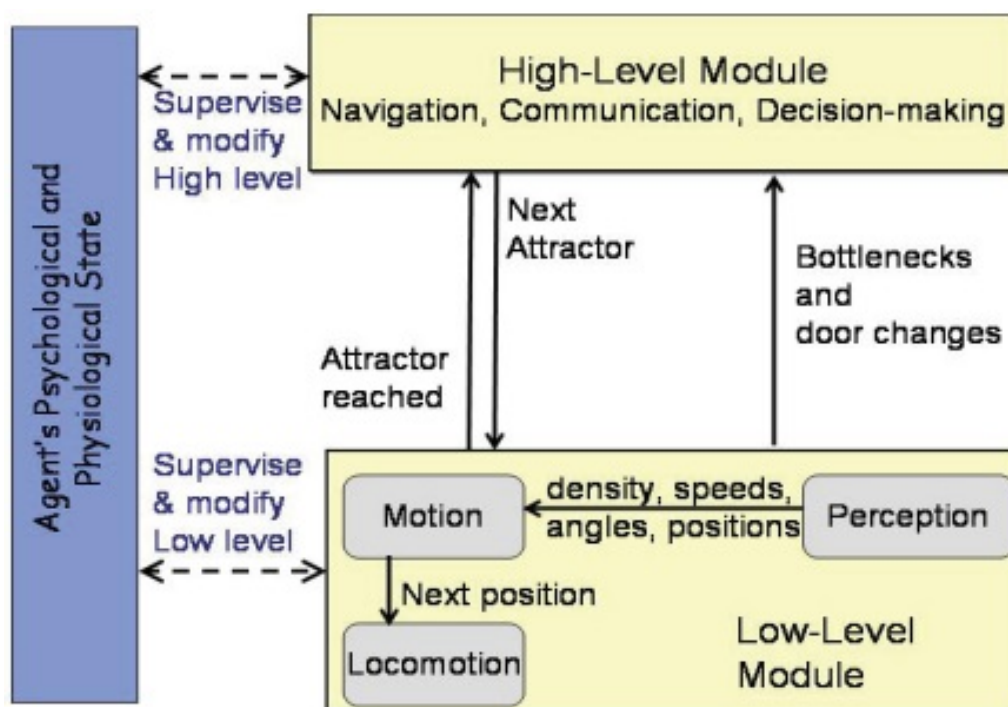 Agent's Psychological and
Physiological State
Supervise
& modify
High level
High-Level Module
Navigation, Communication, Decision-making
Next
Attractor
Bottlenecks
and
door changes
Attractor
reached
Supervise
& modify
Low level
Motion
density, speeds,
angles, positions
Perception
Next position
Locomotion
Low-Level
Module